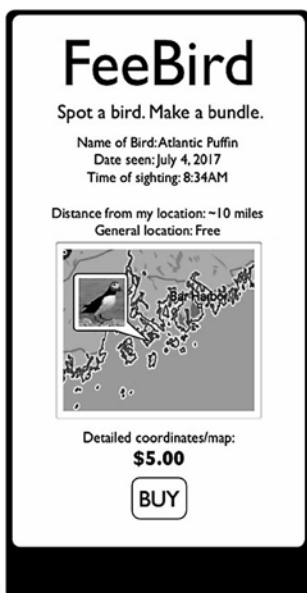 FeeBird
Spot a bird. Make a bundle.
Name of Bird: Atlantic Puffin
Date seen: July 4, 2017
Time of sighting: 8:34AM
Distance from my location: ~10 miles
General location: Free
Bar Harbor
Detailed coordinates/map:
$5.00
BUY